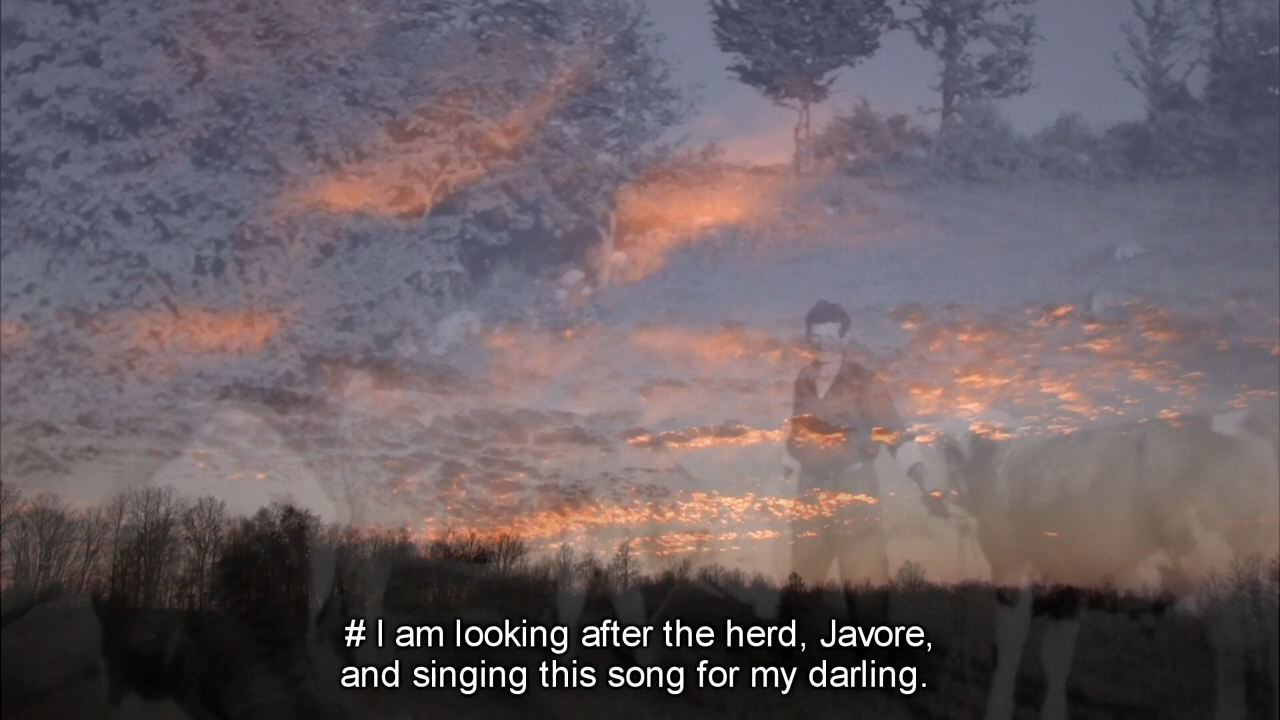 # I am looking after the herd, Javore,
and singing this song for my darling.